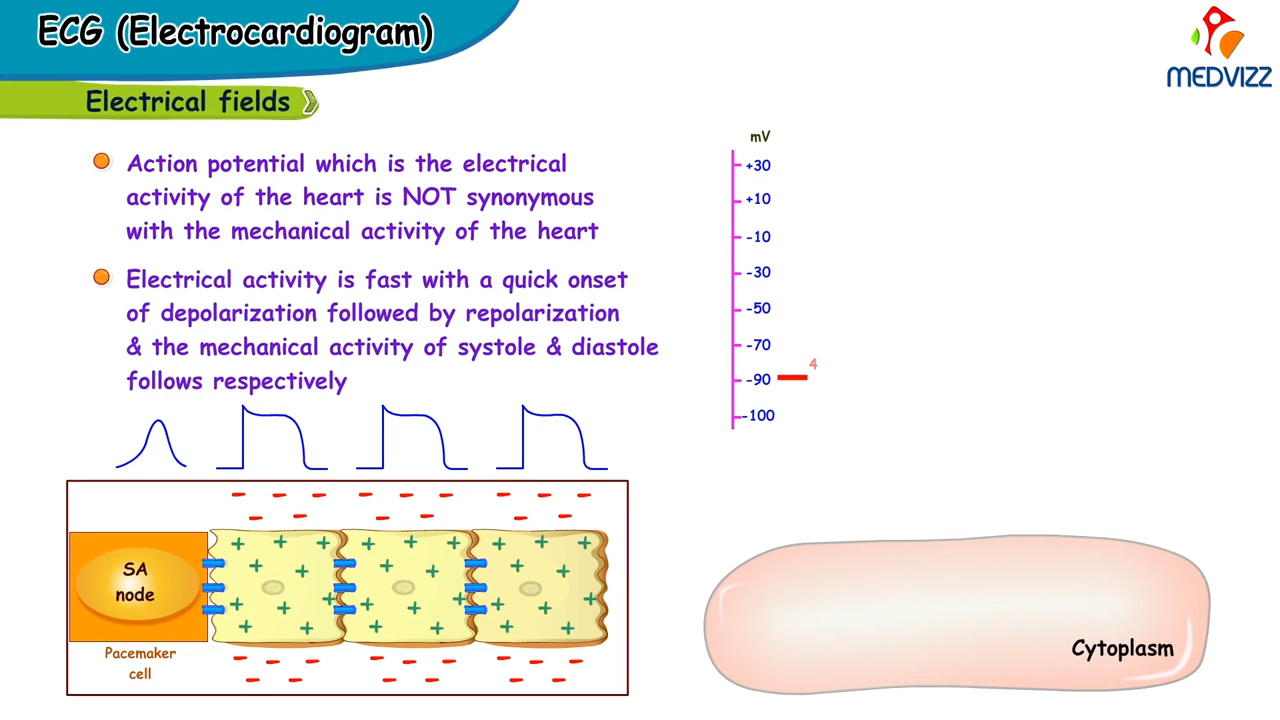 ECG (Electrocardiogram)
MEDVIZZ
Electrical fields
Action potential which is the electrical
activity of the heart is NOT synonymous
with the mechanical activity of the heart
Electrical activity is fast with a quick onset
of depolarization followed by repolarization
& the mechanical activity of systole & diastole
follows respectively
mV
+30
+10
-10
-30
-50
-70
4
-90
-100
SA
node
Pacemaker
cell
Cytoplasm